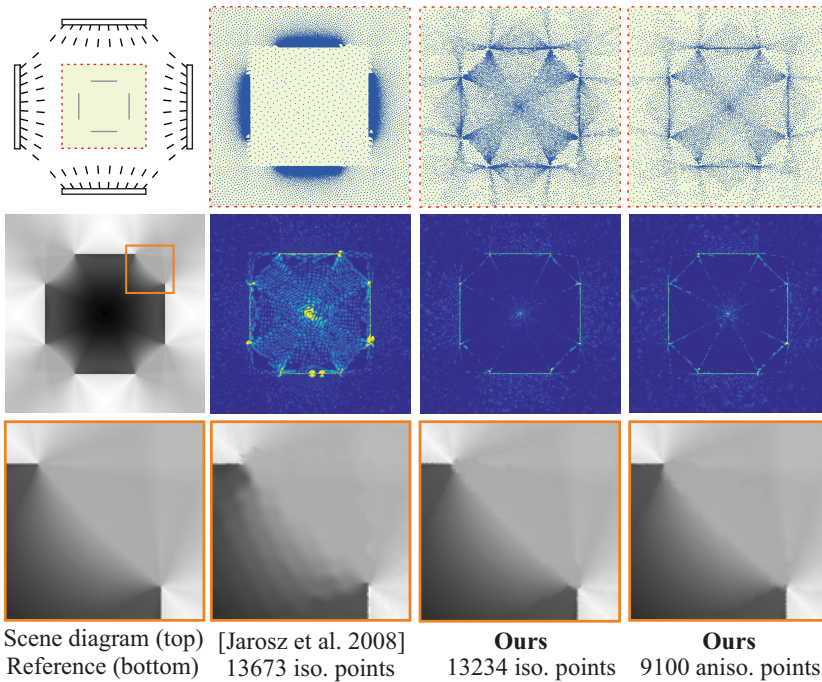 Scene diagram (top)
Reference (bottom)
[Jarosz et al. 2008]
13673 iso. points
Ours
13234 iso. points
Ours
9100 aniso. points